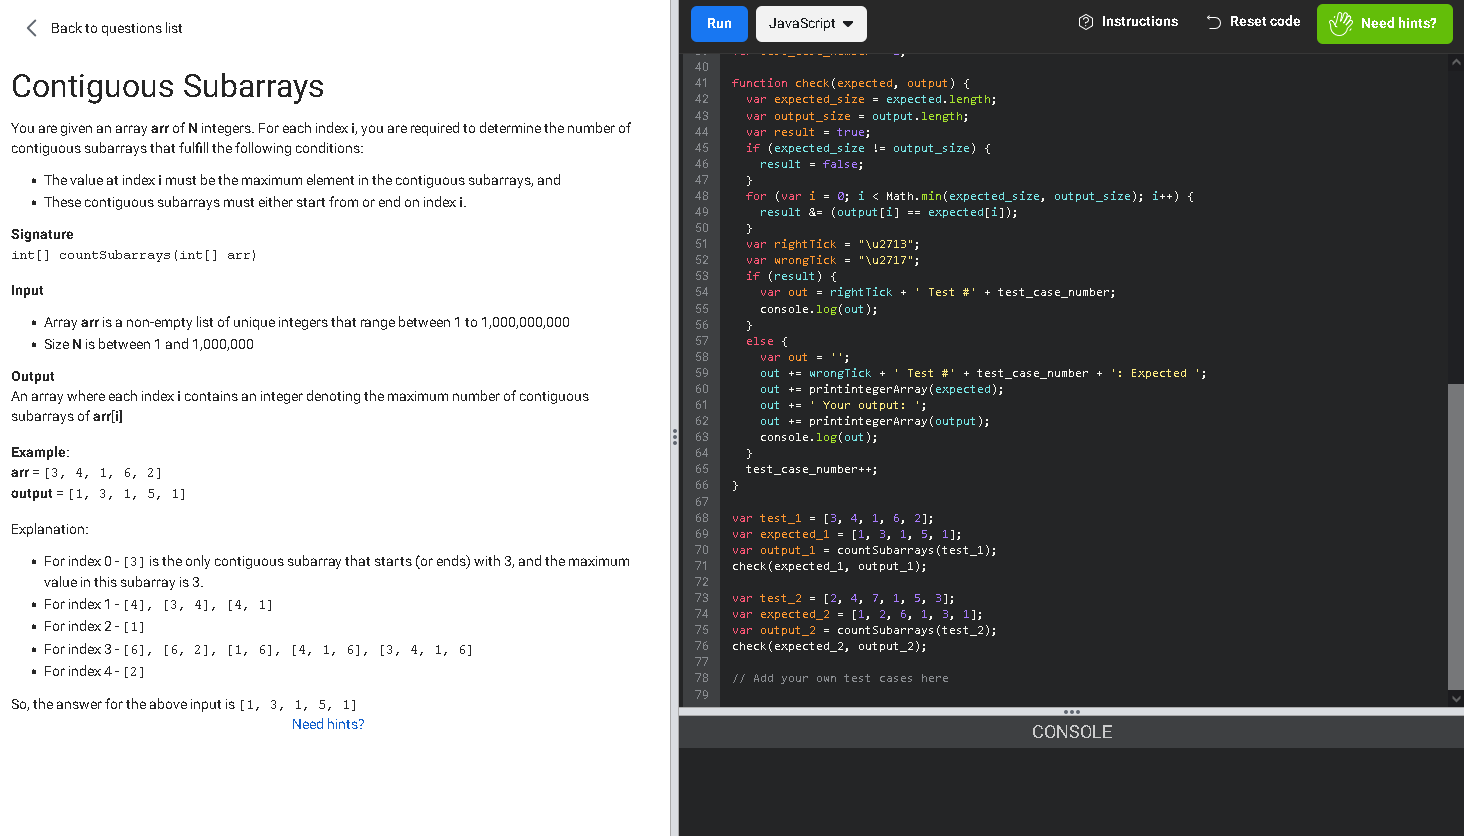 Back to questions list
Contiguous Subarrays
You are given an array arr of N integers. For each index i, you are required to determine the number of
contiguous subarrays that fulfill the following conditions:
• The value at index i must be the maximum element in the contiguous subarrays, and
• These contiguous subarrays must either start from or end on index i.
Signature
int[] countSubarrays(int[] arr)
Input
• Array arr is a non-empty list of unique integers that range between 1 to 1,000,000,000
• Size N is between 1 and 1,000,000
Output
An array where each index i contains an integer denoting the maximum number of contiguous
subarrays of arr[i]
Example:
arr = [3, 4, 1, 6, 2]
output = [1, 3, 1, 5, 1]
Explanation:
• For index 0 - [3] is the only contiguous subarray that starts (or ends) with 3, and the maximum
value in this subarray is 3.
• For index 1 - [4], [3, 4], [4, 1]
• For index 2 - [1]
• For index 3 - [6], [6, 2], [1, 6], [4, 1, 6], [3, 4, 1, 6]
• For index 4 - [2]
So, the answer for the above input is [1, 3, 1, 5, 1]
Need hints?
Run
JavaScript
Instructions
Reset code
Need hints?
40
41 function check(expected, output) {
42 var expected_size = expected.length;
43 var output_size = output.length;
44 var result = true;
45 if (expected_size != output_size) {
46 result = false;
47 }
48 for (var i = 0; i < Math.min(expected_size, output_size); i++) {
49 result &= (output[i] == expected[i]);
50 }
51 var rightTick = "\u2713";
52 var wrongTick = "\u2717";
53 if (result) {
54 var out = rightTick + ' Test #' + test_case_number;
55 console.log(out);
56 }
57 else {
58 var out = '';
59 out += wrongTick + ' Test #' + test_case_number + ': Expected ';
60 out += printintegerArray(expected);
61 out += ' Your output: ';
62 out += printintegerArray(output);
63 console.log(out);
64 }
65 test_case_number++;
66 }
67
68 var test_1 = [3, 4, 1, 6, 2];
69 var expected_1 = [1, 3, 1, 5, 1];
70 var output_1 = countSubarrays(test_1);
71 check(expected_1, output_1);
72
73 var test_2 = [2, 4, 7, 1, 5, 3];
74 var expected_2 = [1, 2, 6, 1, 3, 1];
75 var output_2 = countSubarrays(test_2);
76 check(expected_2, output_2);
77
78 // Add your own test cases here
79
CONSOLE